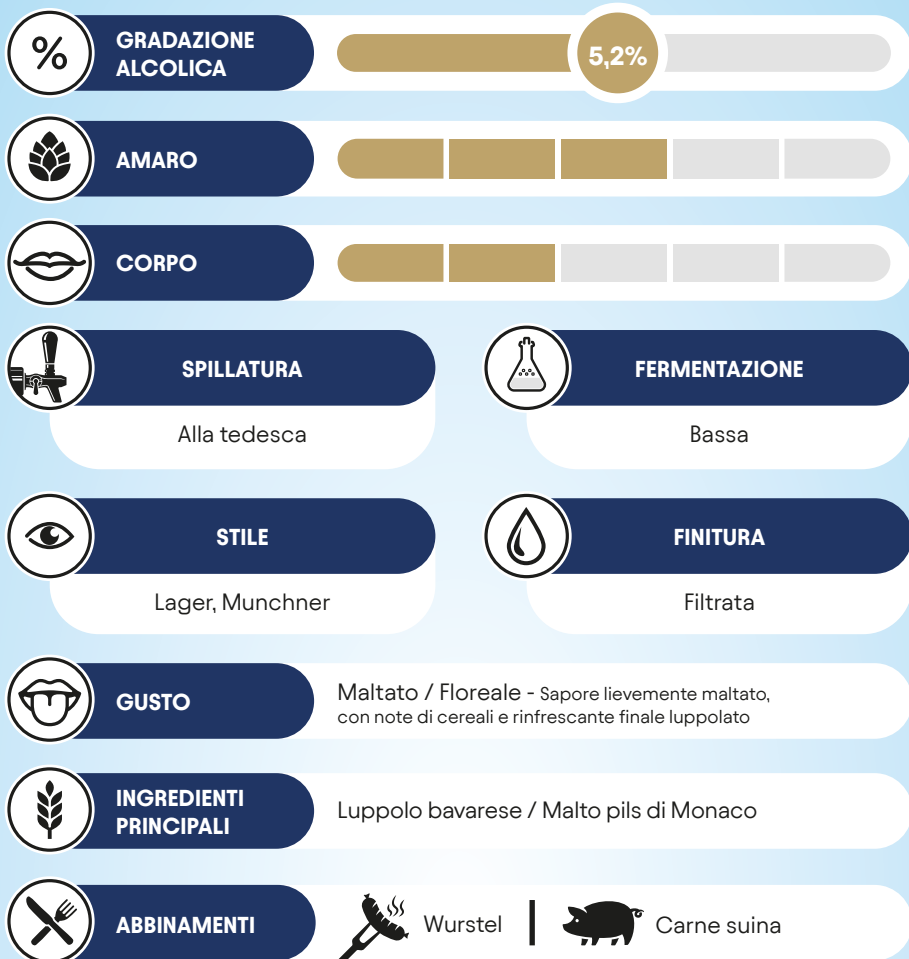 %
GRADAZIONE
ALCOLICA
5,2%
AMARO
CORPO
SPILLATURA
FERMENTAZIONE
Alla tedesca
Bassa
STILE
FINITURA
Lager, Munchner
Filtrata
GUSTO
Maltato / Floreale - Sapore lievemente maltato,
con note di cereali e rinfrescante finale luppolato
INGREDIENTI
PRINCIPALI
Luppolo bavarese / Malto pils di Monaco
ABBINAMENTI
Wurstel
Carne suina